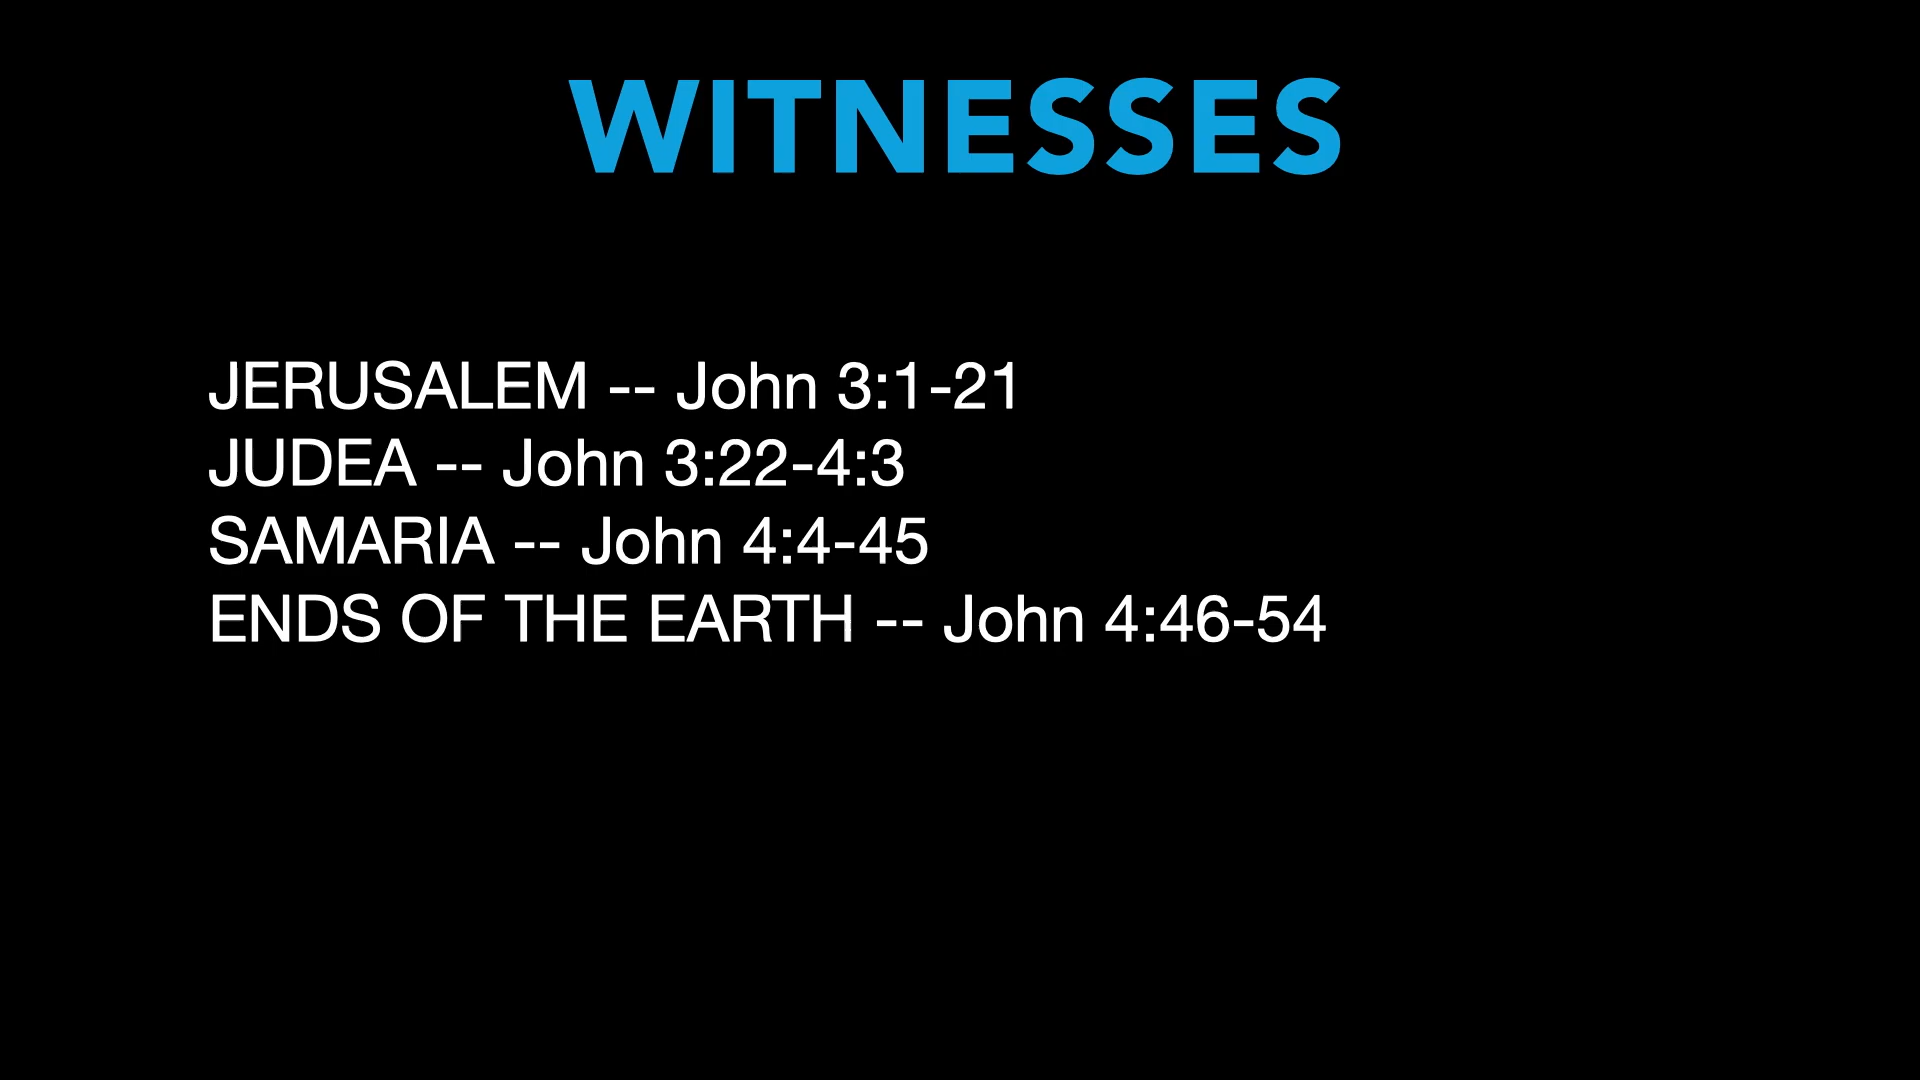 WITNESSES
JERUSALEM -- John 3:1-21
JUDEA -- John 3:22-4:3
SAMARIA -- John 4:4-45
ENDS OF THE EARTH -- John 4:46-54